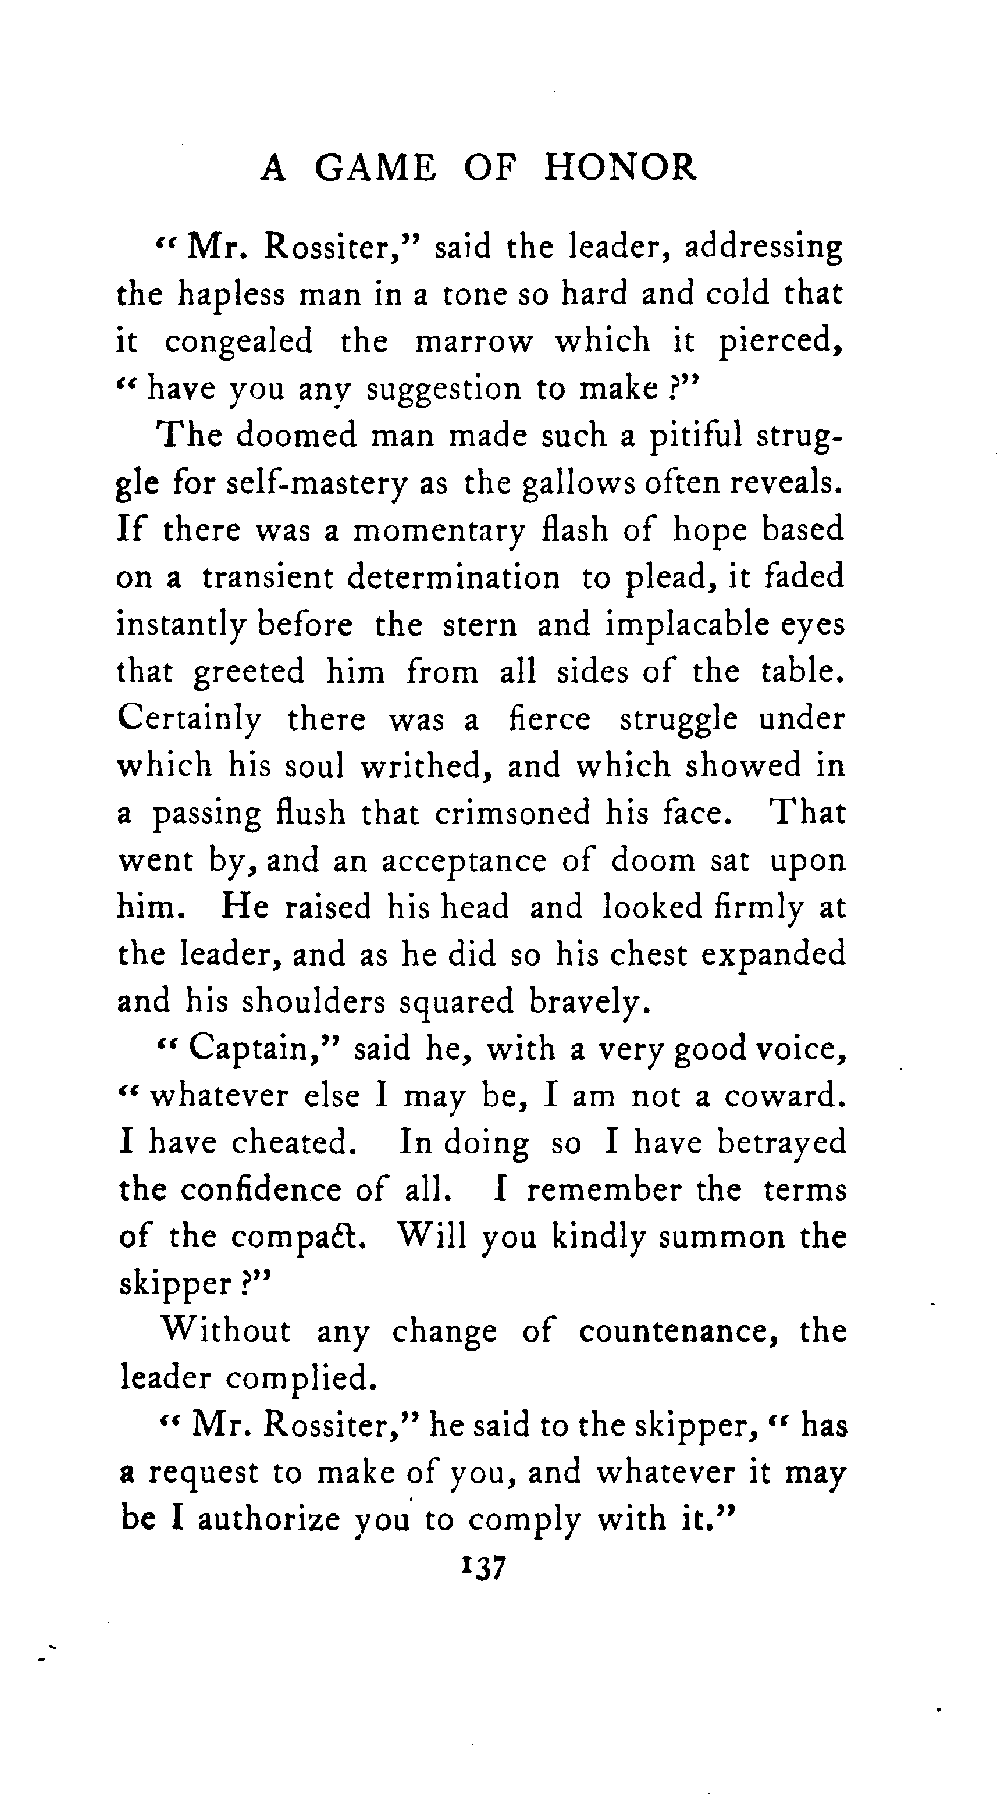 A GAME OF HONOR
“ Mr. Rossiter,” said the leader, addressing
the hapless man in a tone so hard and cold that
it congealed the marrow which it pierced,
“ have you any suggestion to make ?”
The doomed man made such a pitiful strug-
gle for self-mastery as the gallows often reveals.
If there was a momentary flash of hope based
on a transient determination to plead, it faded
instantly before the stern and implacable eyes
that greeted him from all sides of the table.
Certainly there was a fierce struggle under
which his soul writhed, and which showed in
a passing flush that crimsoned his face. That
went by, and an acceptance of doom sat upon
him. He raised his head and looked firmly at
the leader, and as he did so his chest expanded
and his shoulders squared bravely.
“ Captain,” said he, with a very good voice,
“ whatever else I may be, I am not a coward.
I have cheated. In doing so I have betrayed
the confidence of all. I remember the terms
of the compact. Will you kindly summon the
skipper ?”
Without any change of countenance, the
leader complied.
“ Mr. Rossiter,” he said to the skipper, “ has
a request to make of you, and whatever it may
be I authorize you to comply with it.”
137